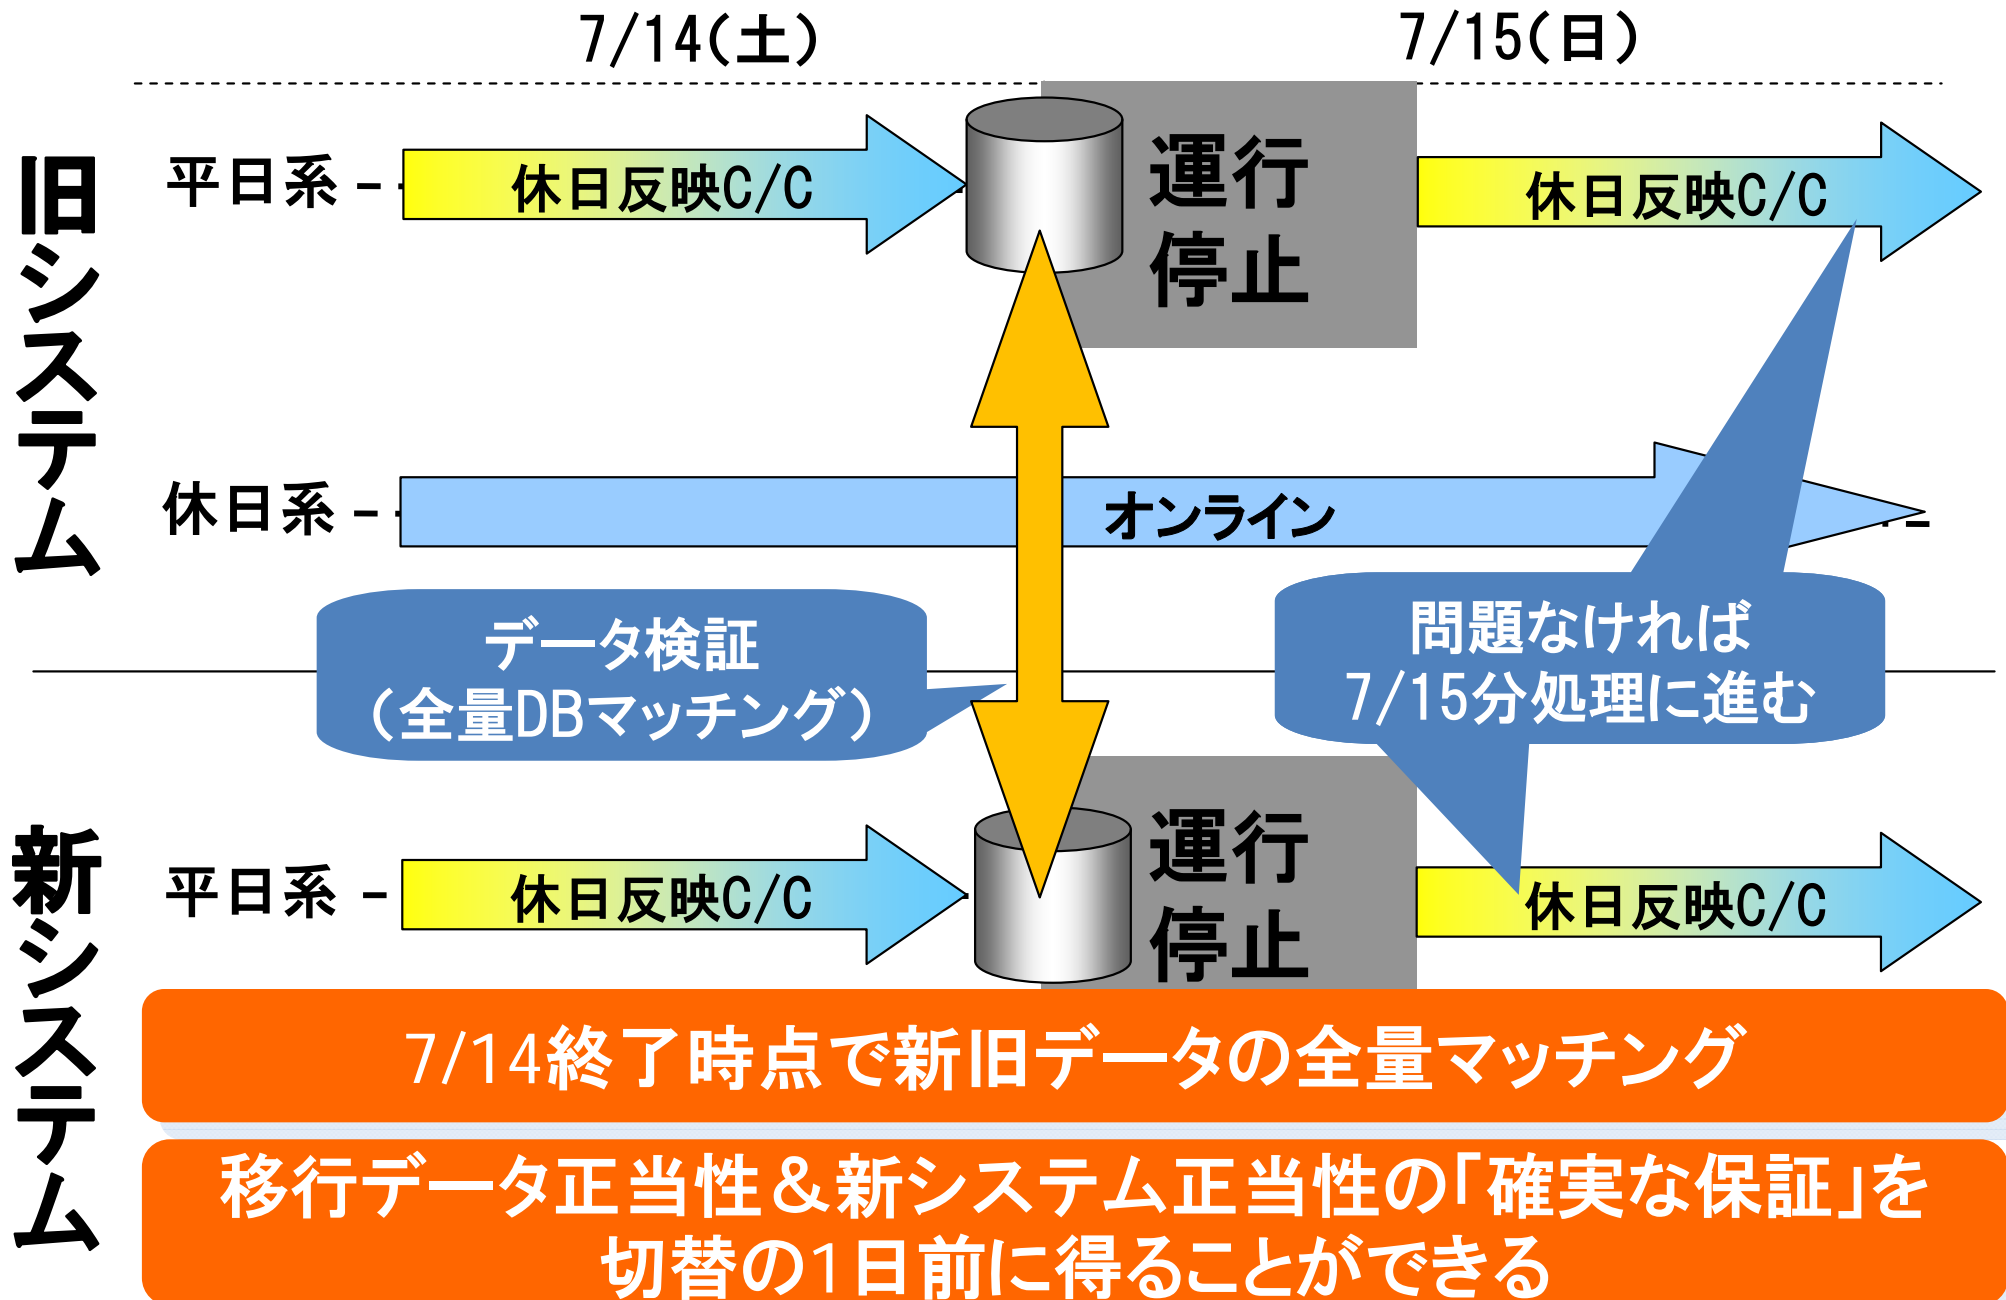 7/14(土)
7/15(日)
旧システム
平日系
休日反映C/C
運行
停止
休日反映C/C
休日系
オンライン
データ検証
（全量DBマッチング）
問題なければ
7/15分処理に進む
新システム
平日系
休日反映C/C
運行
停止
休日反映C/C
7/14終了時点で新旧データの全量マッチング
移行データ正当性＆新システム正当性の「確実な保証」を
切替の1日前に得ることができる